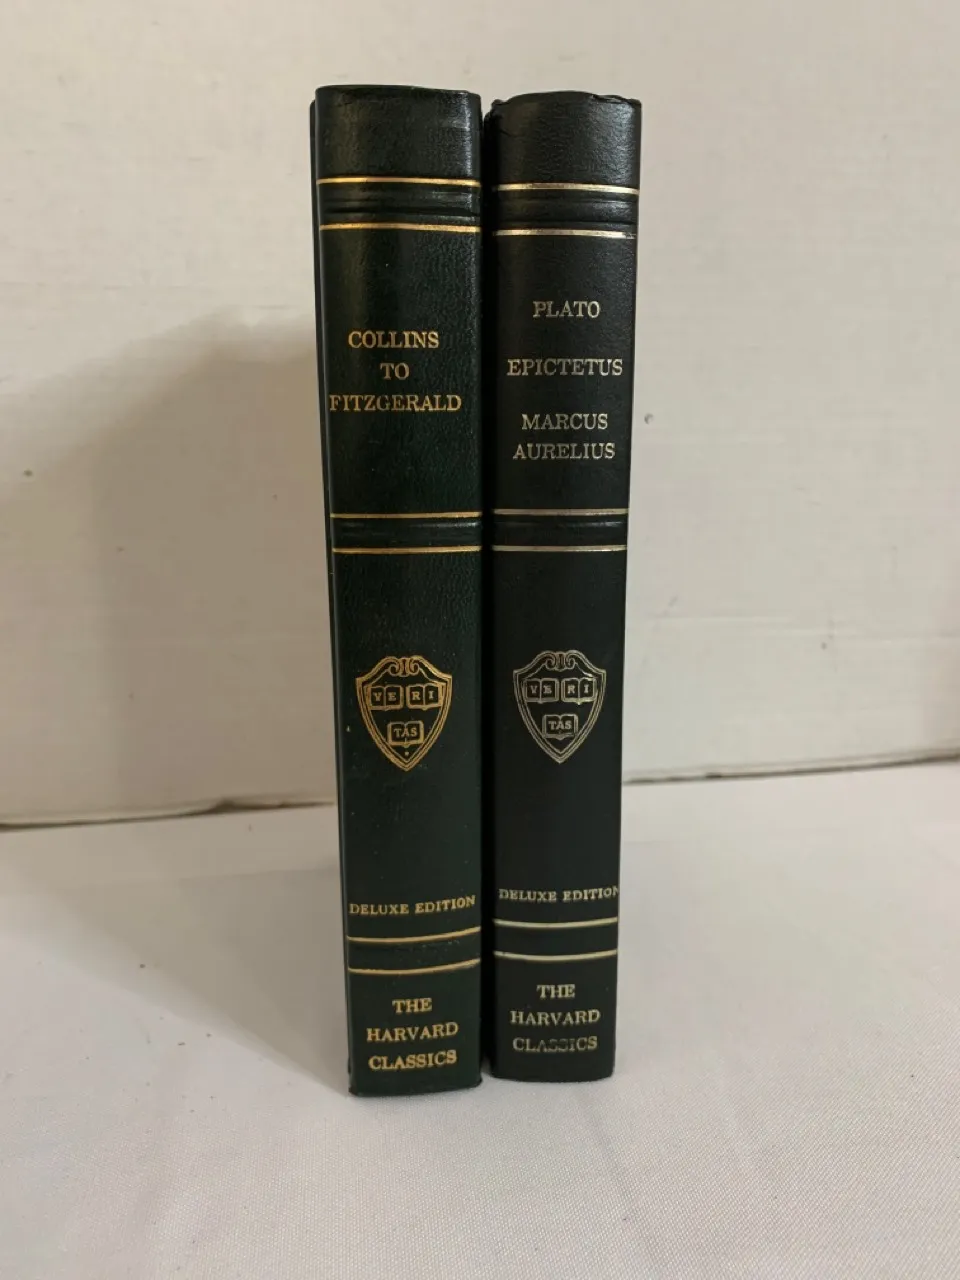 COLLINS
TO
FITZGERALD
VE RI
TAS
DELUXE EDITION
THE
HARVARD
CLASSICS
PLATO
EPICTETUS
MARCUS
AURELIUS
VE RI
TAS
DELUXE EDITION
THE
HARVARD
CLASSICS